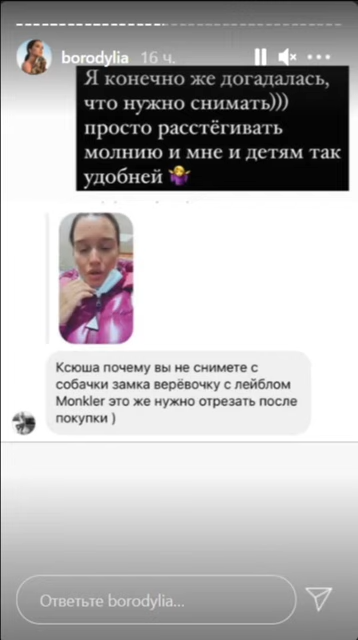 borodylia 16 ч.
Я конечно же догадалась,
что нужно снимать)))
просто расстёгивать
молнию и мне и детям так
удобней 🤷‍♀️
Ксюша почему вы не снимете с
собачки замка верёвочку с лейблом
Monkler это же нужно отрезать после
покупки )
Ответьте borodylia...